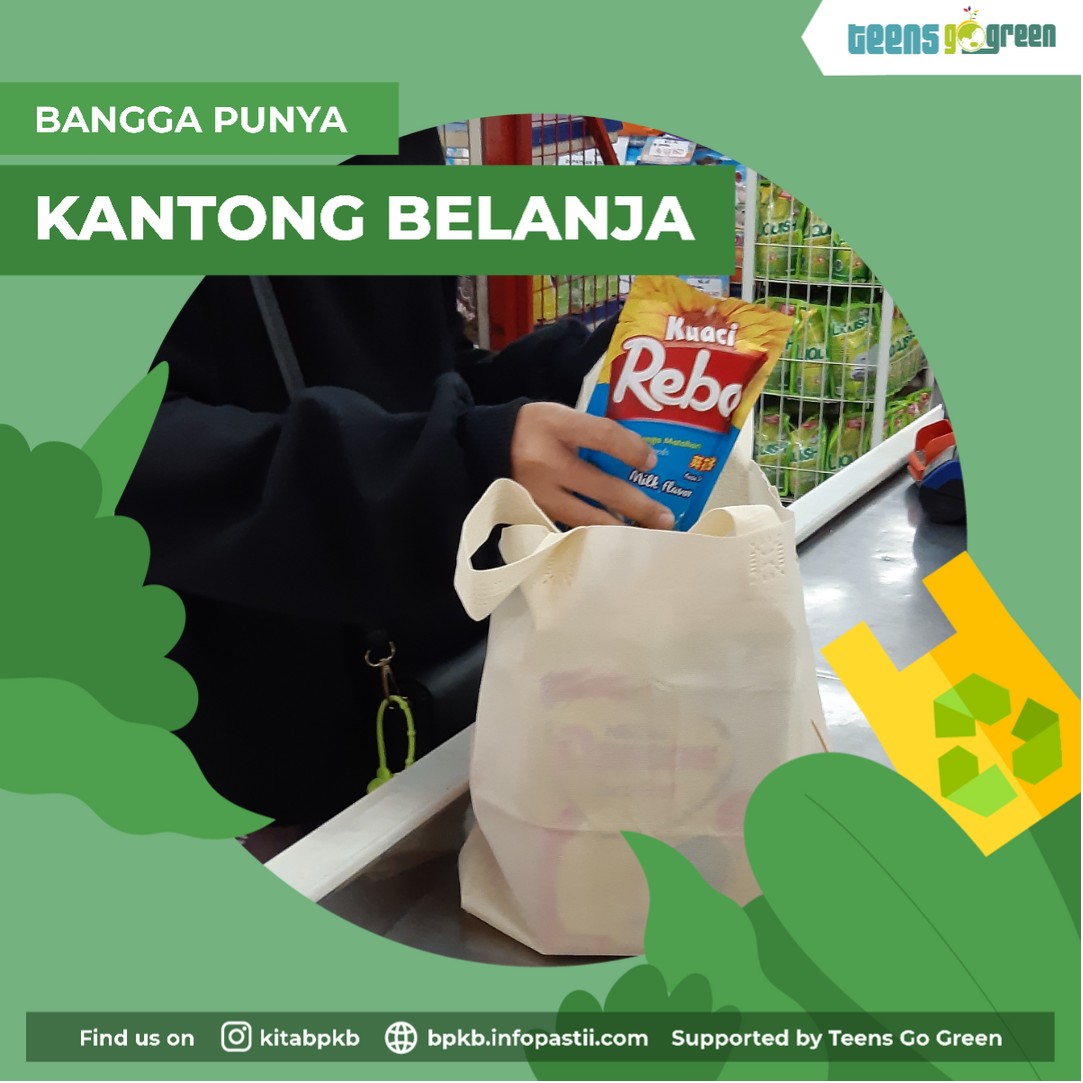 teens go green
BANGGA PUNYA
KANTONG BELANJA
Kuaci
Rebo
Milk flavor
Find us on kitabpkb bpkb.infopastii.com Supported by Teens Go Green